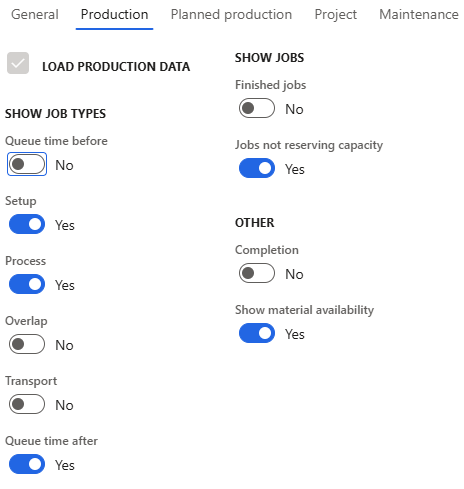 General Production Planned production Project Maintenance
LOAD PRODUCTION DATA
SHOW JOB TYPES
Queue time before
No
Setup
Yes
Process
Yes
Overlap
No
Transport
No
Queue time after
Yes
SHOW JOBS
Finished jobs
No
Jobs not reserving capacity
Yes
OTHER
Completion
No
Show material availability
Yes